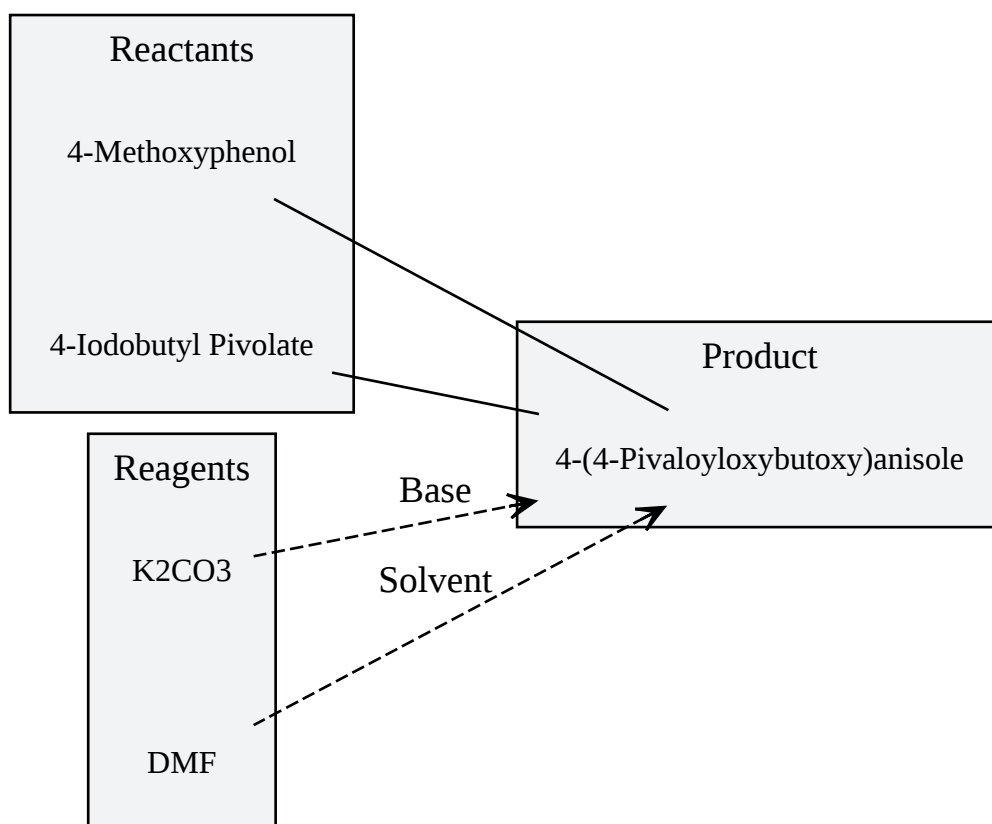 Reactants
4-Methoxyphenol
4-Iodobutyl Pivolate
Product
4-(4-Pivaloyloxybutoxy)anisole
Reagents
Base
K2CO3
Solvent
DMF